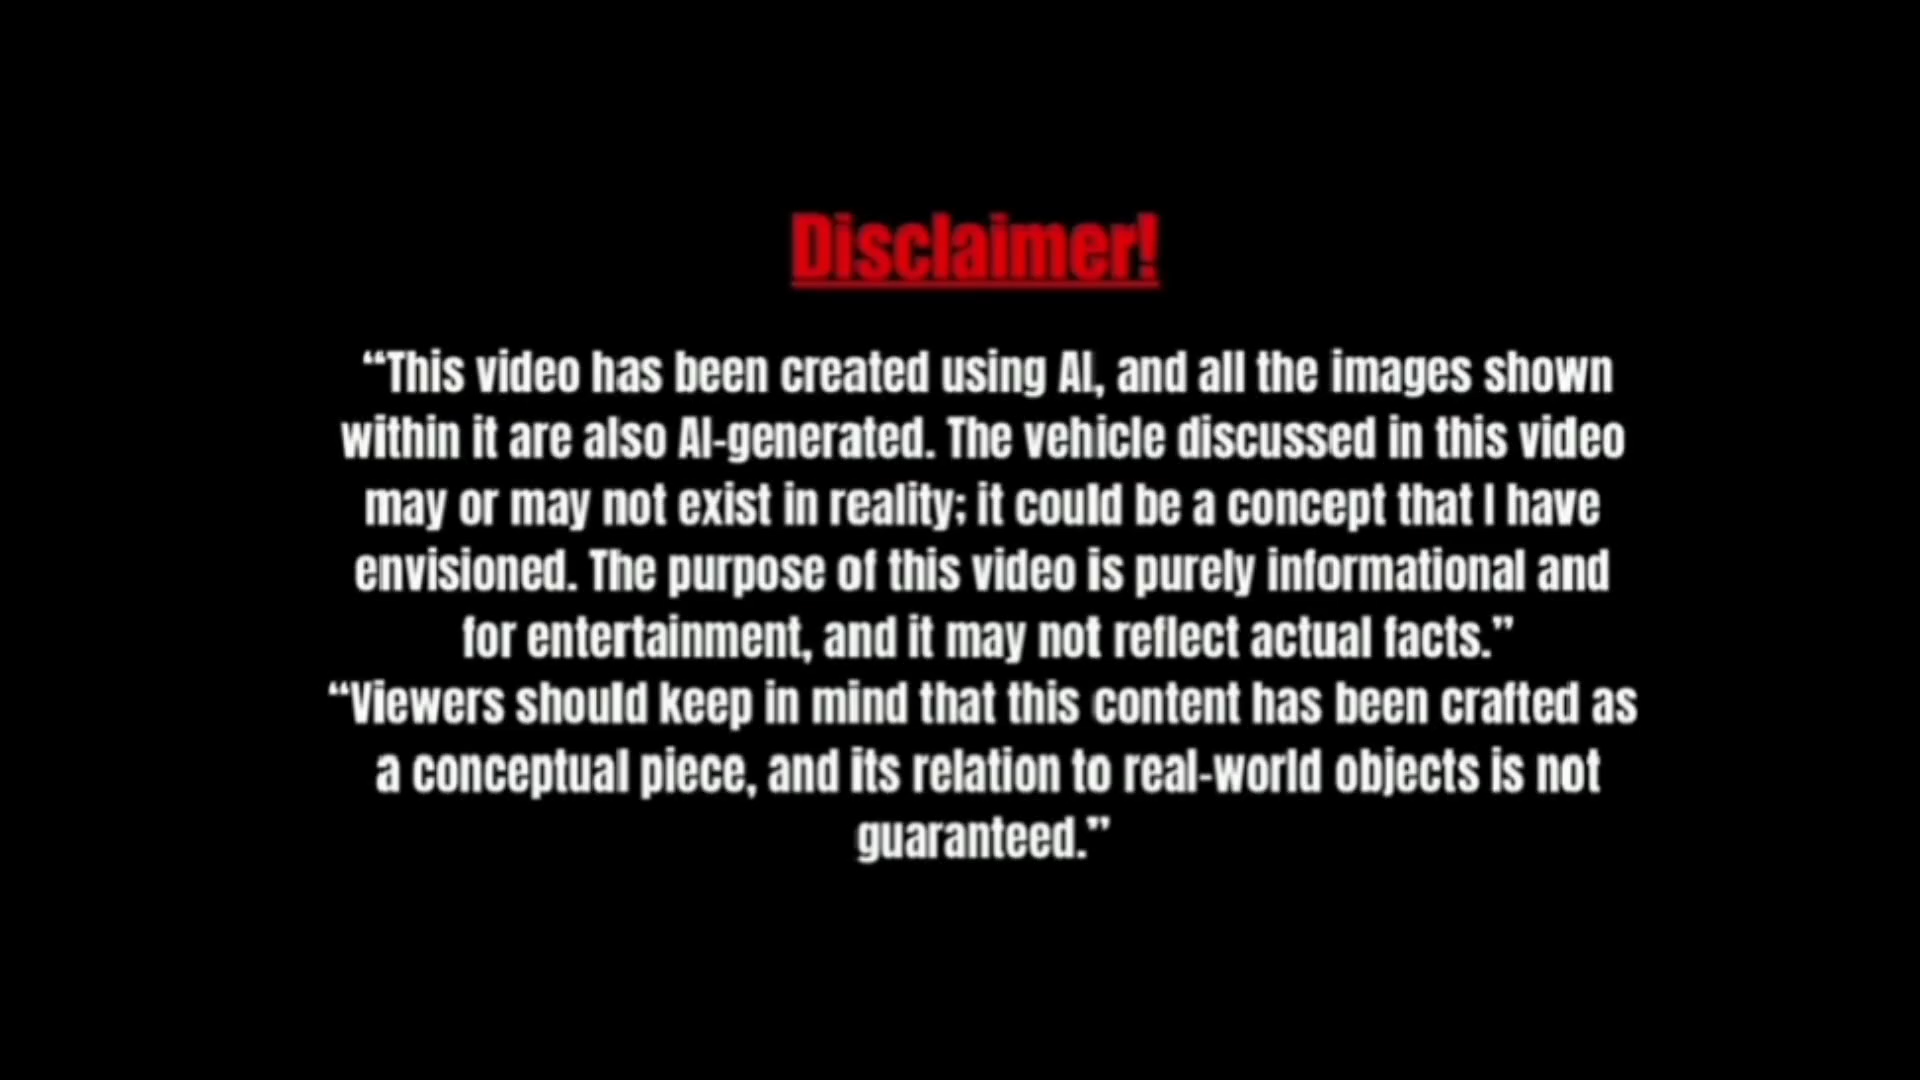 Disclaimer!
“This video has been created using AI, and all the images shown
within it are also AI-generated. The vehicle discussed in this video
may or may not exist in reality; it could be a concept that I have
envisioned. The purpose of this video is purely informational and
for entertainment, and it may not reflect actual facts.”
“Viewers should keep in mind that this content has been crafted as
a conceptual piece, and its relation to real-world objects is not
guaranteed.”